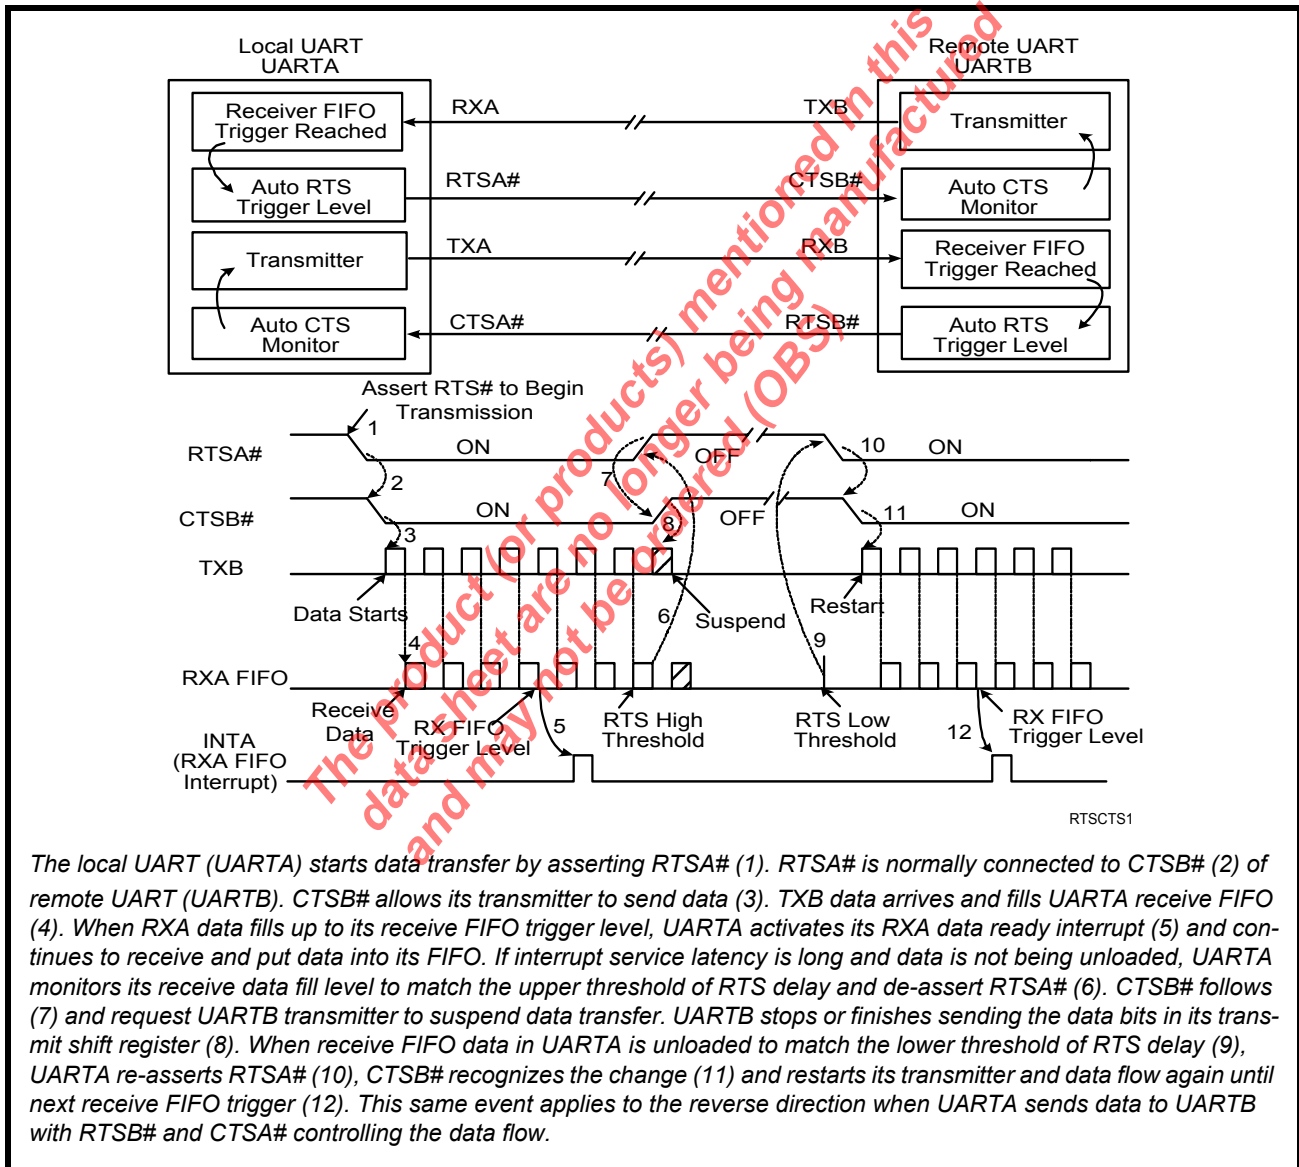 Local UART
UARTA
Remote UART
UARTB
Receiver FIFO
Trigger Reached
RXA
TXB
Transmitter
Auto RTS
Trigger Level
RTSA#
CTSB#
Auto CTS
Monitor
Transmitter
TXA
RXB
Receiver FIFO
Trigger Reached
Auto CTS
Monitor
CTSA#
RTSB#
Auto RTS
Trigger Level
Assert RTS# to Begin
Transmission
RTSA#
1
ON
7
OFF
10
ON
2
CTSB#
3
ON
8
OFF
11
ON
TXB
Data Starts
6
Suspend
Restart
4
9
RXA FIFO
Receive
Data
RX FIFO
Trigger Level
5
RTS High
Threshold
RTS Low
Threshold
12
RX FIFO
Trigger Level
INTA
(RXA FIFO
Interrupt)
RTSCTS1
The product (or products) mentioned in this
data sheet are no longer being manufactured
and may not be ordered (OBS)
The local UART (UARTA) starts data transfer by asserting RTSA# (1). RTSA# is normally connected to CTSB# (2) of
remote UART (UARTB). CTSB# allows its transmitter to send data (3). TXB data arrives and fills UARTA receive FIFO
(4). When RXA data fills up to its receive FIFO trigger level, UARTA activates its RXA data ready interrupt (5) and con-
tinues to receive and put data into its FIFO. If interrupt service latency is long and data is not being unloaded, UARTA
monitors its receive data fill level to match the upper threshold of RTS delay and de-assert RTSA# (6). CTSB# follows
(7) and request UARTB transmitter to suspend data transfer. UARTB stops or finishes sending the data bits in its trans-
mit shift register (8). When receive FIFO data in UARTA is unloaded to match the lower threshold of RTS delay (9),
UARTA re-asserts RTSA# (10), CTSB# recognizes the change (11) and restarts its transmitter and data flow again until
next receive FIFO trigger (12). This same event applies to the reverse direction when UARTA sends data to UARTB
with RTSB# and CTSA# controlling the data flow.